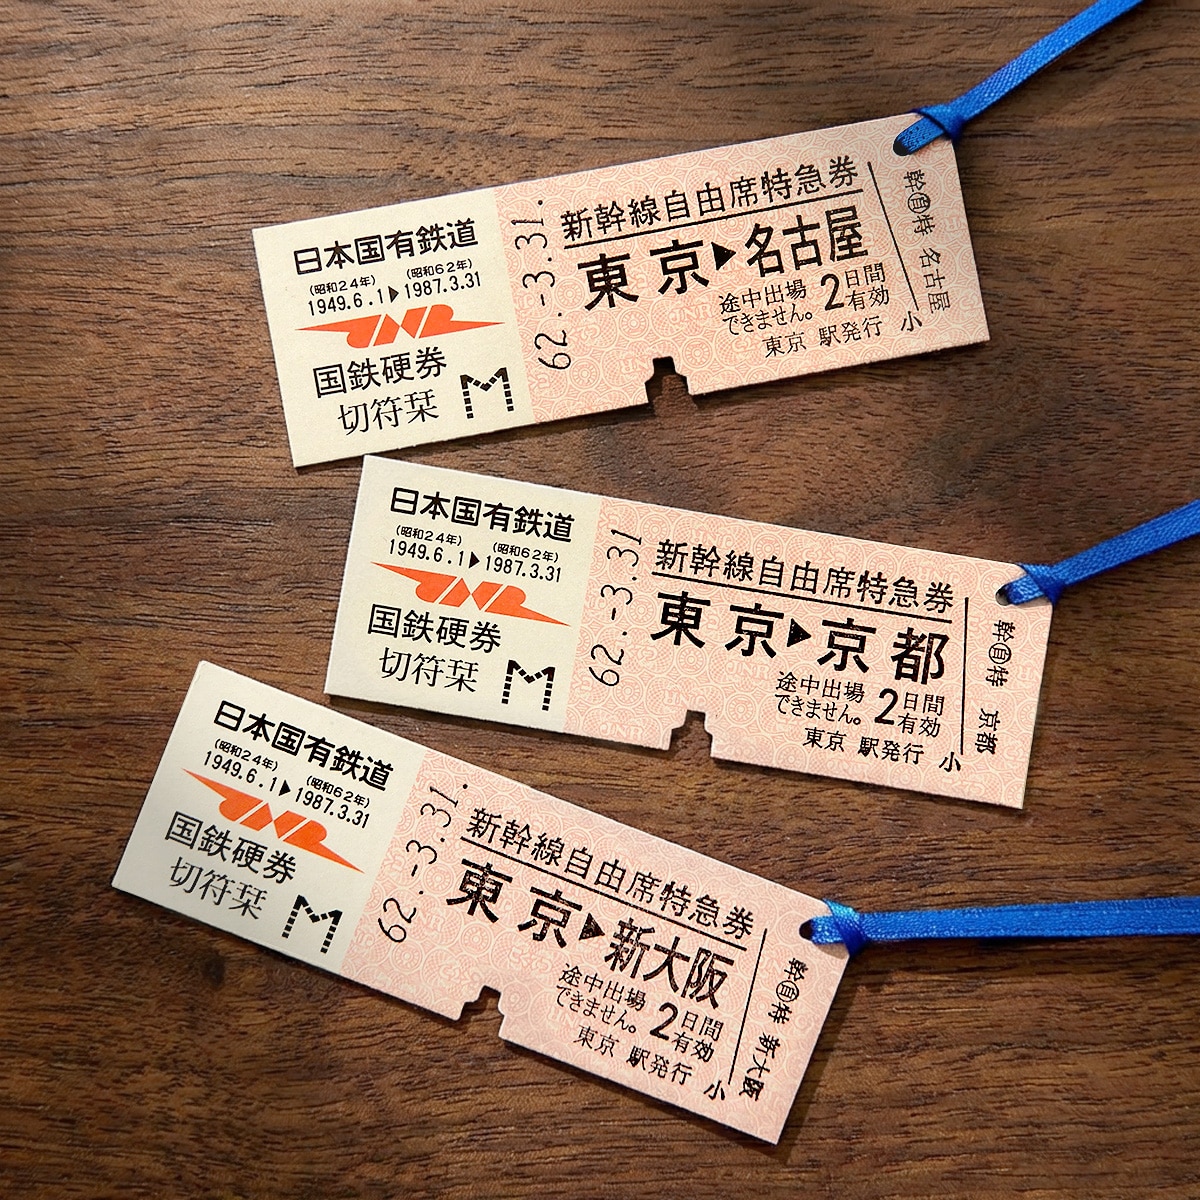 日本国有鉄道
(昭和24年) (昭和62年)
1949.6.1▶1987.3.31
JNR
国鉄硬券
切符栞
M
62.-3.31.
新幹線自由席特急券
東京▶名古屋
途中出場
できません。
2日間
有効
東京 駅発行
小
幹自特 名古屋
日本国有鉄道
(昭和24年) (昭和62年)
1949.6.1▶1987.3.31
JNR
国鉄硬券
切符栞
M
62.-3.31
新幹線自由席特急券
東京▶京都
途中出場
できません。
2日間
有効
東京 駅発行
小
幹自特 京都
日本国有鉄道
(昭和24年) (昭和62年)
1949.6.1▶1987.3.31
JNR
国鉄硬券
切符栞
M
62.-3.31.
新幹線自由席特急券
東京▶新大阪
途中出場
できません。
2日間
有効
東京 駅発行
小
幹自特 新大阪